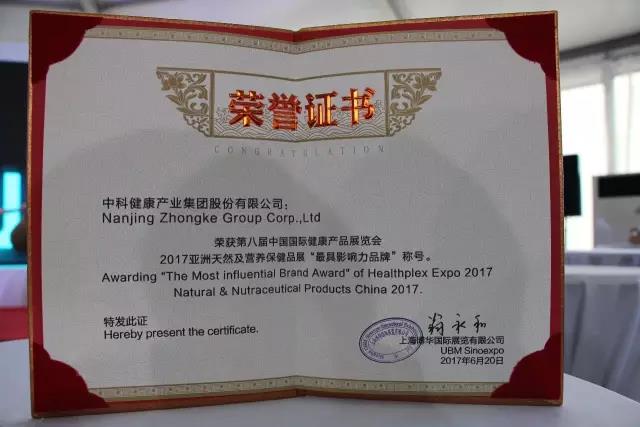 荣誉证书
CONGRATULATION
中科健康产业集团股份有限公司：
Nanjing Zhongke Group Corp.,Ltd
荣获第八届中国国际健康产品展览会
2017亚洲天然及营养保健品展“最具影响力品牌”称号。
Awarding "The Most influential Brand Award" of Healthplex Expo 2017
Natural & Nutraceutical Products China 2017.
特发此证
Hereby present the certificate.
上海博华国际展览有限公司
UBM Sinoexpo
2017年6月20日